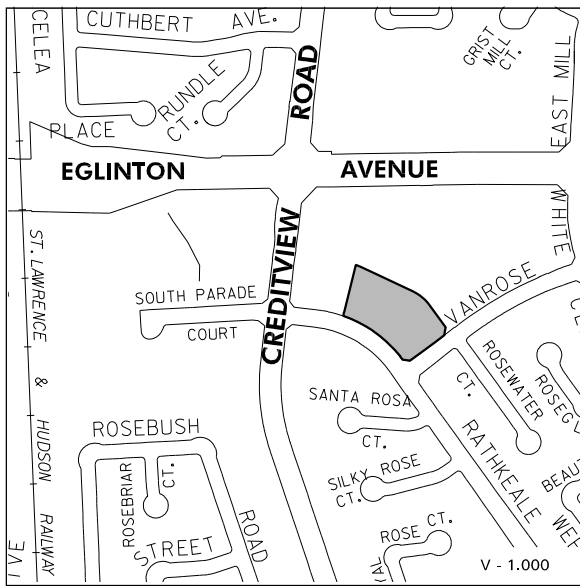 CELEA
CUTHBERT AVE.
ROAD
GRIST
MILL
CT.
EAST MILL
RUNDLE
CT.
PLACE
EGLINTON AVENUE
WHITE
ST. LAWRENCE & HUDSON RAILWAY
CREDITVIEW
SOUTH PARADE
COURT
VANROSE
SANTA ROSA
CT.
ROSEWATER
CT.
ROSEBUSH
RATHKEALE
ROSEBRIAR
CT.
SILKY ROSE
CT.
ROAD
STREET
ROSE CT.
V - 1.000